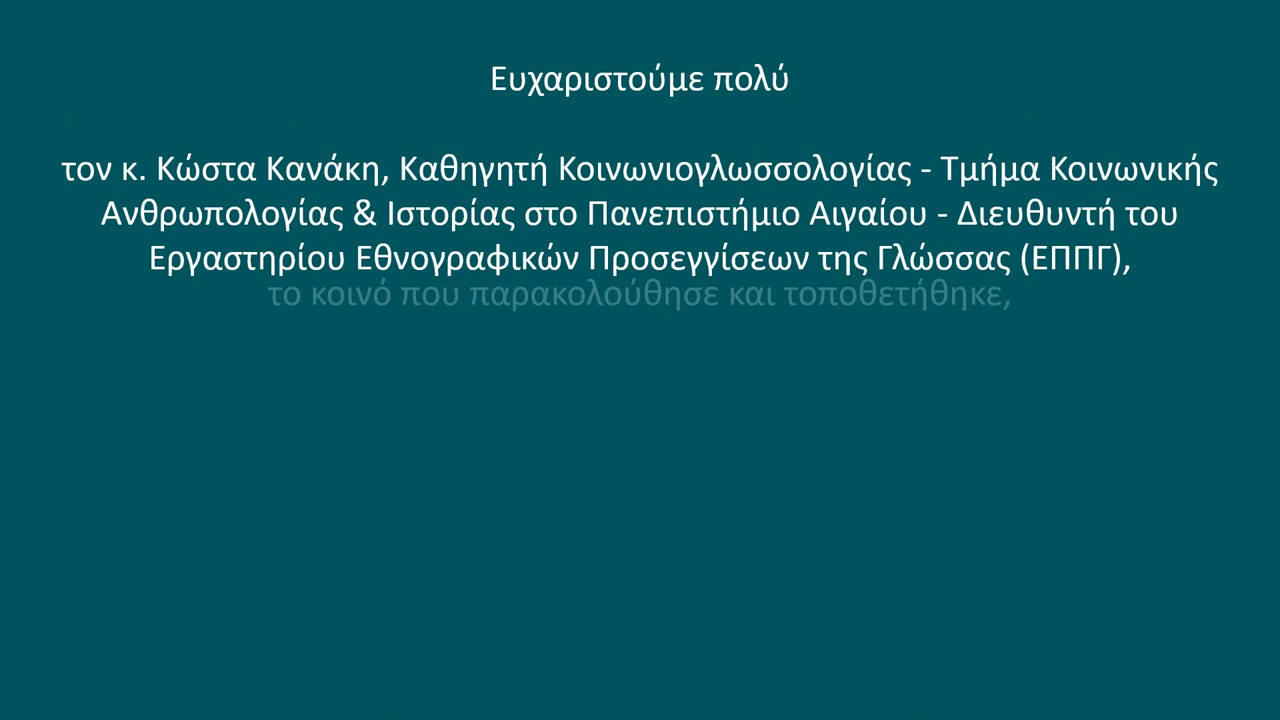 Ευχαριστούμε πολύ
τον κ. Κώστα Κανάκη, Καθηγητή Κοινωνιογλωσσολογίας - Τμήμα Κοινωνικής
Ανθρωπολογίας & Ιστορίας στο Πανεπιστήμιο Αιγαίου - Διευθυντή του
Εργαστηρίου Εθνογραφικών Προσεγγίσεων της Γλώσσας (ΕΠΠΓ),
το κοινό που παρακολούθησε και τοποθετήθηκε,